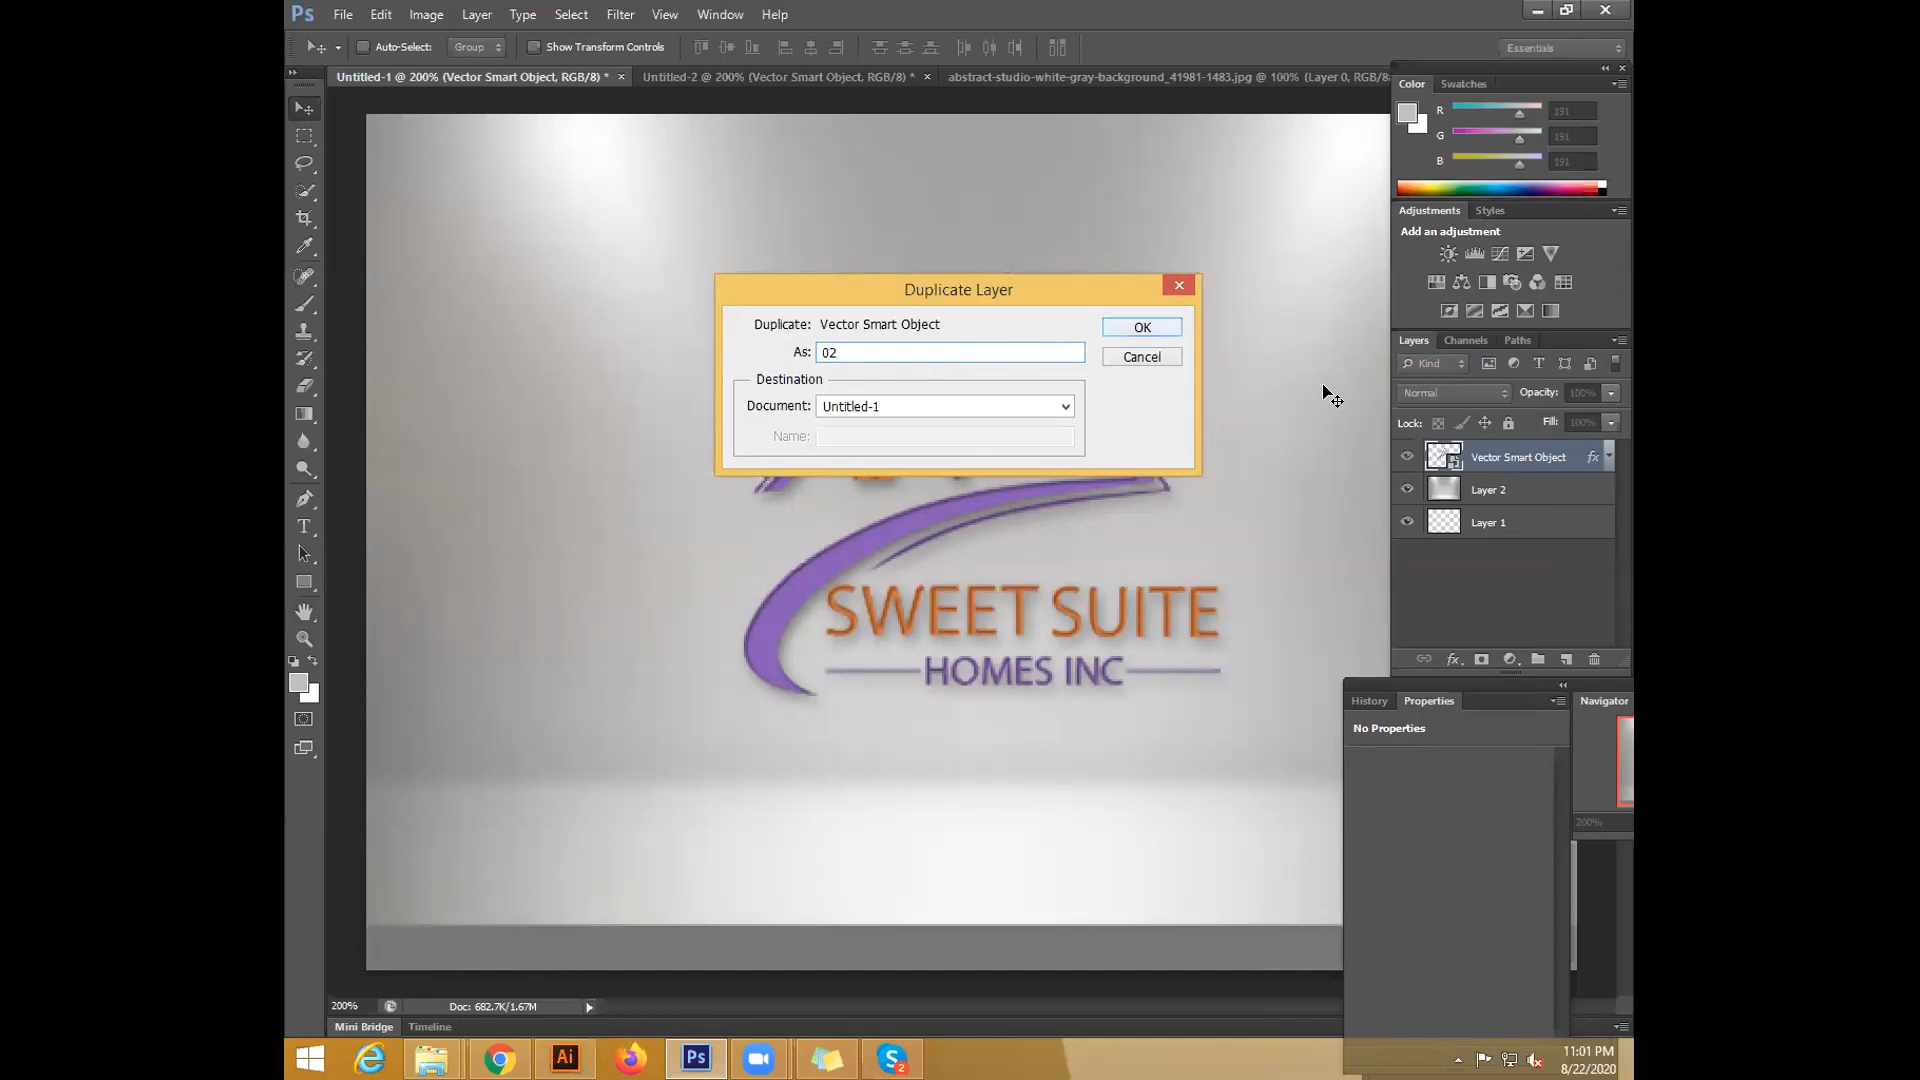 Ps File Edit Image Layer Type Select Filter View Window Help
Auto-Select: Group Show Transform Controls Essentials
Untitled-1 @ 200% (Vector Smart Object, RGB/8) * × Untitled-2 @ 200% (Vector Smart Object, RGB/8) * × abstract-studio-white-gray-background_41981-1483.jpg @ 100% (Layer 0, RGB/8
Color Swatches
R 191
G 191
B 191
Adjustments Styles
Add an adjustment
Duplicate Layer
Duplicate: Vector Smart Object OK
As: 02 Cancel
Destination
Document: Untitled-1
Name:
SWEET SUITE
HOMES INC
Layers Channels Paths
Kind
Normal Opacity: 100%
Lock: Fill: 100%
Vector Smart Object fx
Layer 2
Layer 1
fx
History Properties Navigator
No Properties
200%
200% Doc: 682.7K/1.67M
Mini Bridge Timeline
Ai Ps S 2
11:01 PM
8/22/2020